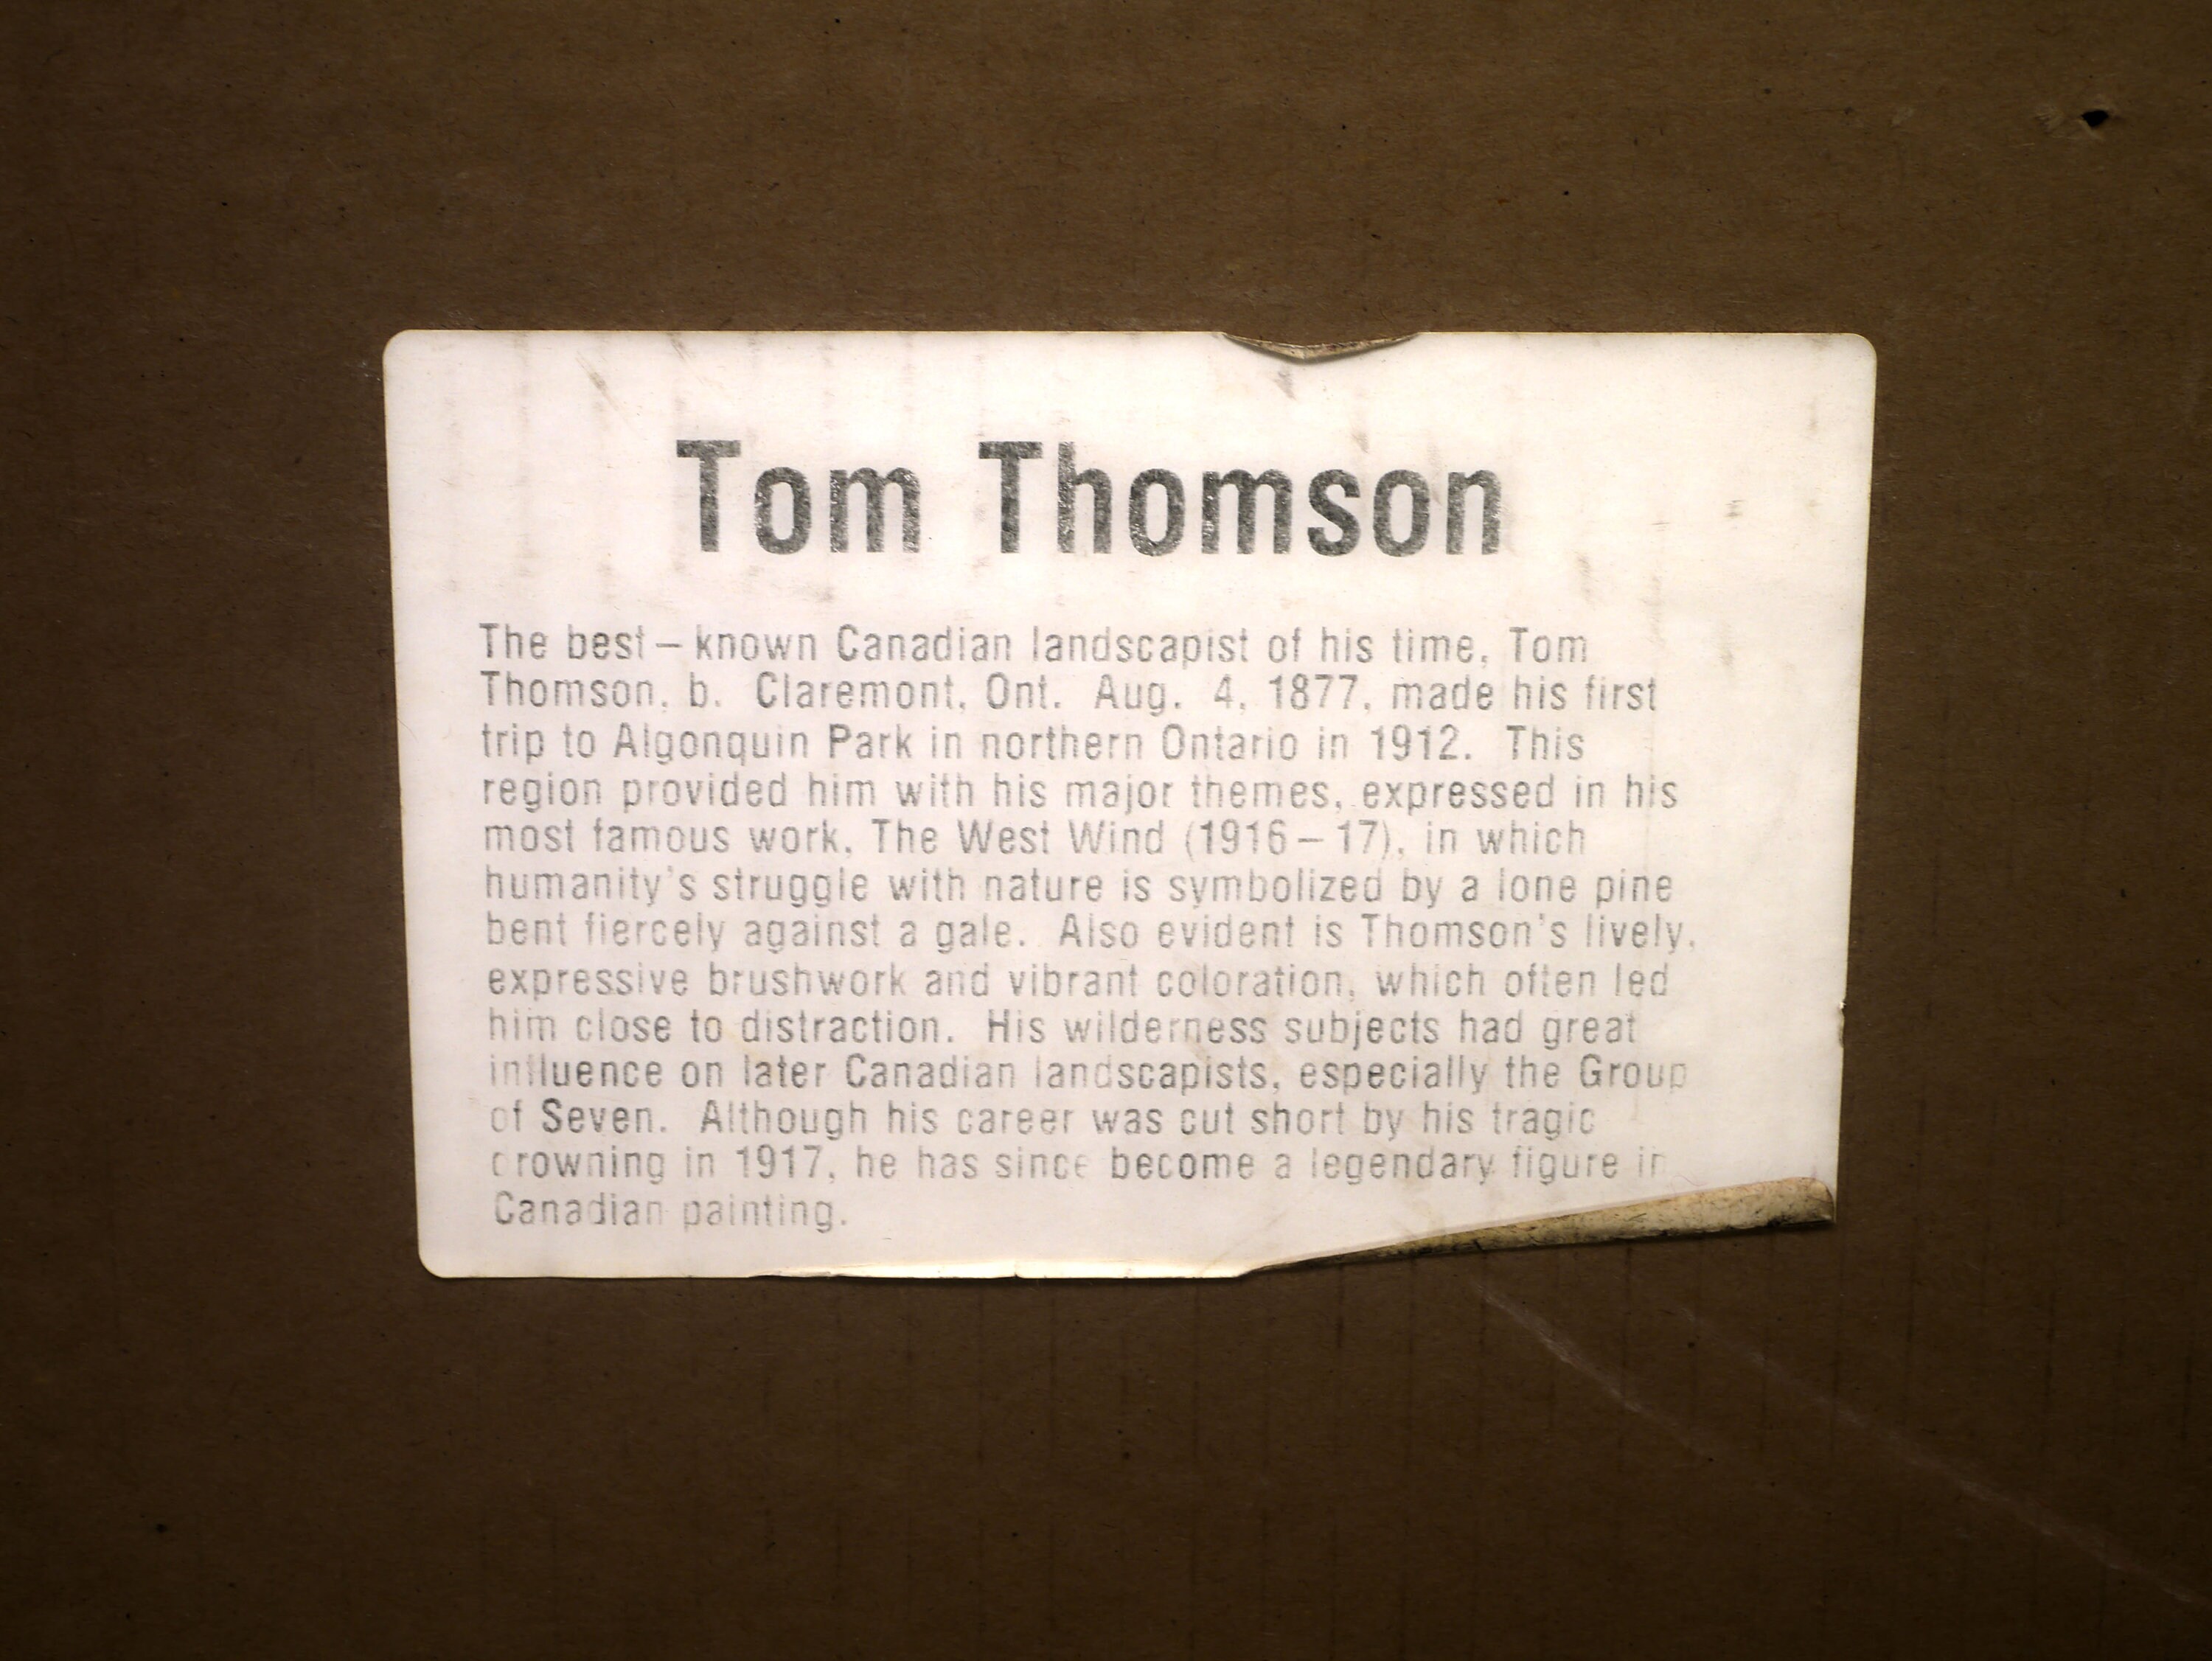 Tom Thomson
The best – known Canadian landscapist of his time, Tom
Thomson, b. Claremont, Ont. Aug. 4, 1877, made his first
trip to Algonquin Park in northern Ontario in 1912. This
region provided him with his major themes, expressed in his
most famous work, The West Wind (1916 – 17), in which
humanity's struggle with nature is symbolized by a lone pine
bent fiercely against a gale. Also evident is Thomson's lively,
expressive brushwork and vibrant coloration, which often led
him close to distraction. His wilderness subjects had great
influence on later Canadian landscapists, especially the Group
of Seven. Although his career was cut short by his tragic
drowning in 1917, he has since become a legendary figure in
Canadian painting.